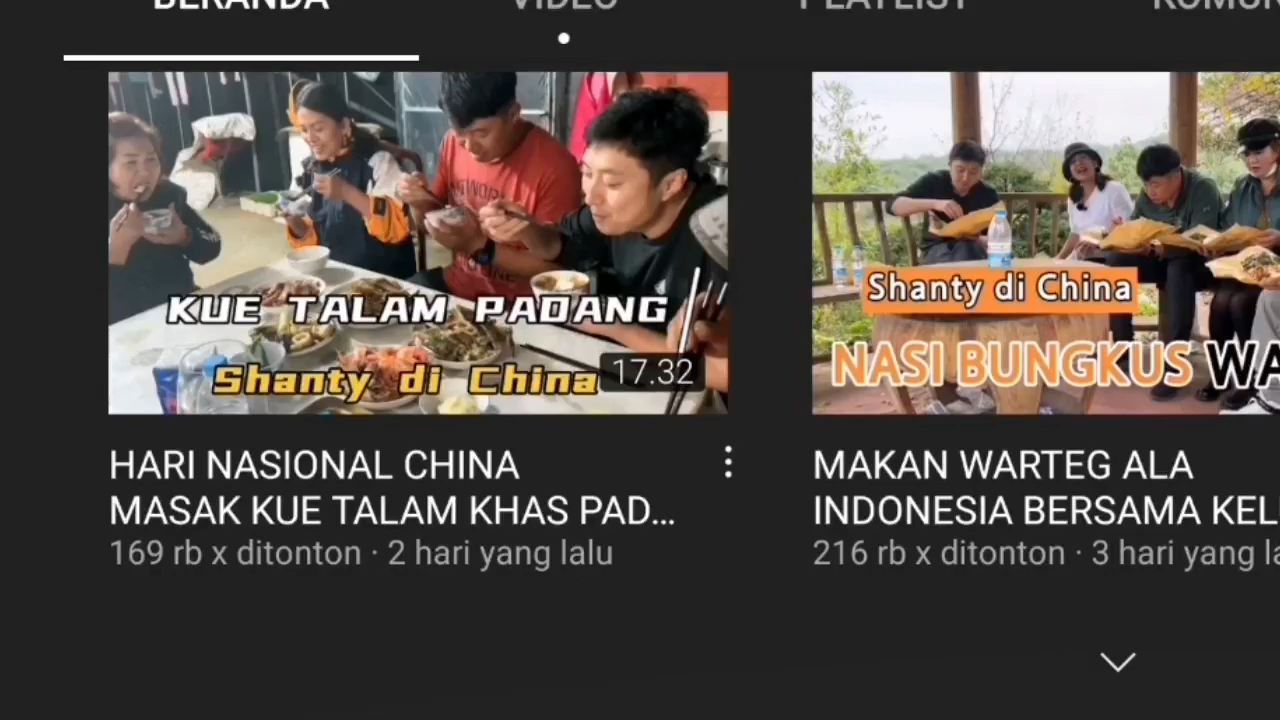 BERANDA VIDEO PLAYLIST
KUE TALAM PADANG
Shanty di China
17.32
HARI NASIONAL CHINA
MASAK KUE TALAM KHAS PAD...
169 rb x ditonton · 2 hari yang lalu
Shanty di China
NASI BUNGKUS WA
MAKAN WARTEG ALA
INDONESIA BERSAMA KEL
216 rb x ditonton · 3 hari yang la